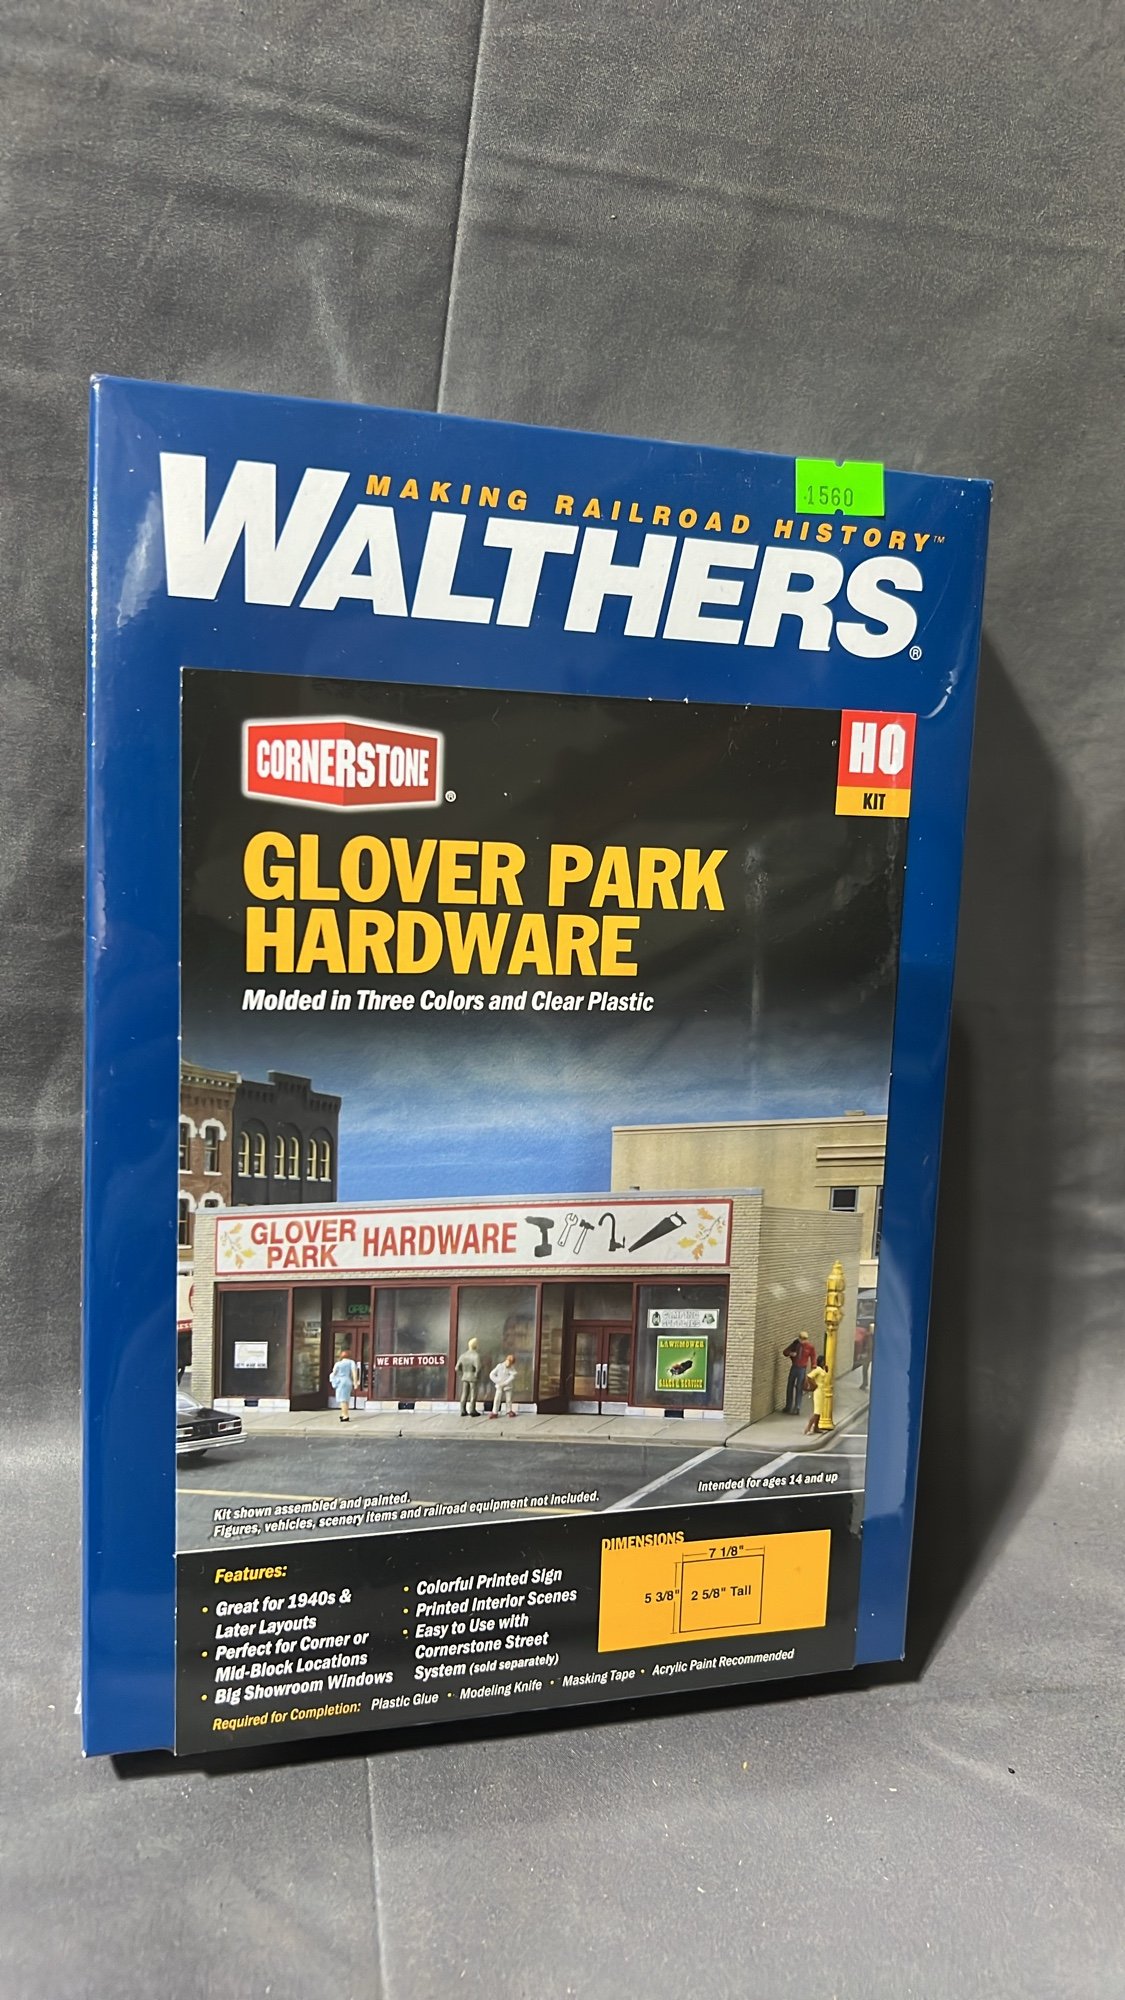 MAKING RAILROAD HISTORY™
1560
WALTHERS®
CORNERSTONE®
HO
KIT
GLOVER PARK
HARDWARE
Molded in Three Colors and Clear Plastic
GLOVER
PARK
HARDWARE
OPEN
WE RENT TOOLS
CAMPING
SUPPLIES
LAWNMOWER
SALES & SERVICE
Kit shown assembled and painted.
Figures, vehicles, scenery items and railroad equipment not included.
Intended for ages 14 and up
Features:
• Great for 1940s &
Later Layouts
• Perfect for Corner or
Mid-Block Locations
• Big Showroom Windows
• Colorful Printed Sign
• Printed Interior Scenes
• Easy to Use with
Cornerstone Street
System (sold separately)
DIMENSIONS
7 1/8"
5 3/8"
2 5/8" Tall
Required for Completion: Plastic Glue • Modeling Knife • Masking Tape • Acrylic Paint Recommended